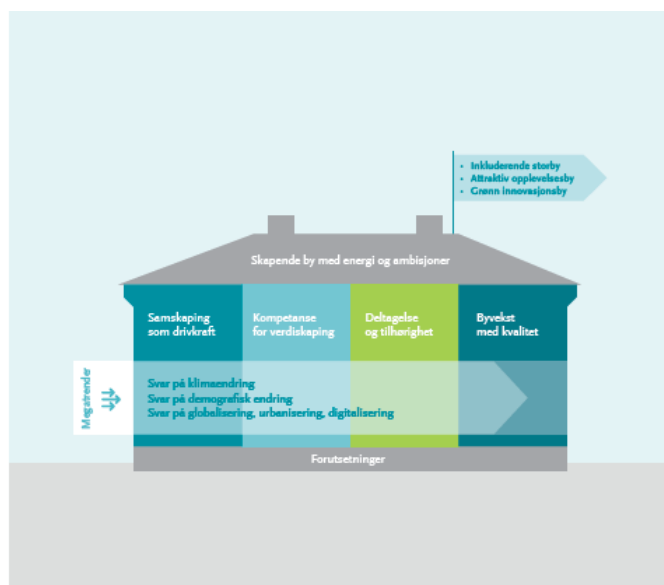 • Inkluderende storby
• Attraktiv opplevelsesby
• Grønn innovasjonsby
Skapende by med energi og ambisjoner
Samskaping
som drivkraft
Kompetanse
for verdiskaping
Deltagelse
og tilhørighet
Byvekst
med kvalitet
Megatrender
Svar på klimaendring
Svar på demografisk endring
Svar på globalisering, urbanisering, digitalisering
Forutsetninger